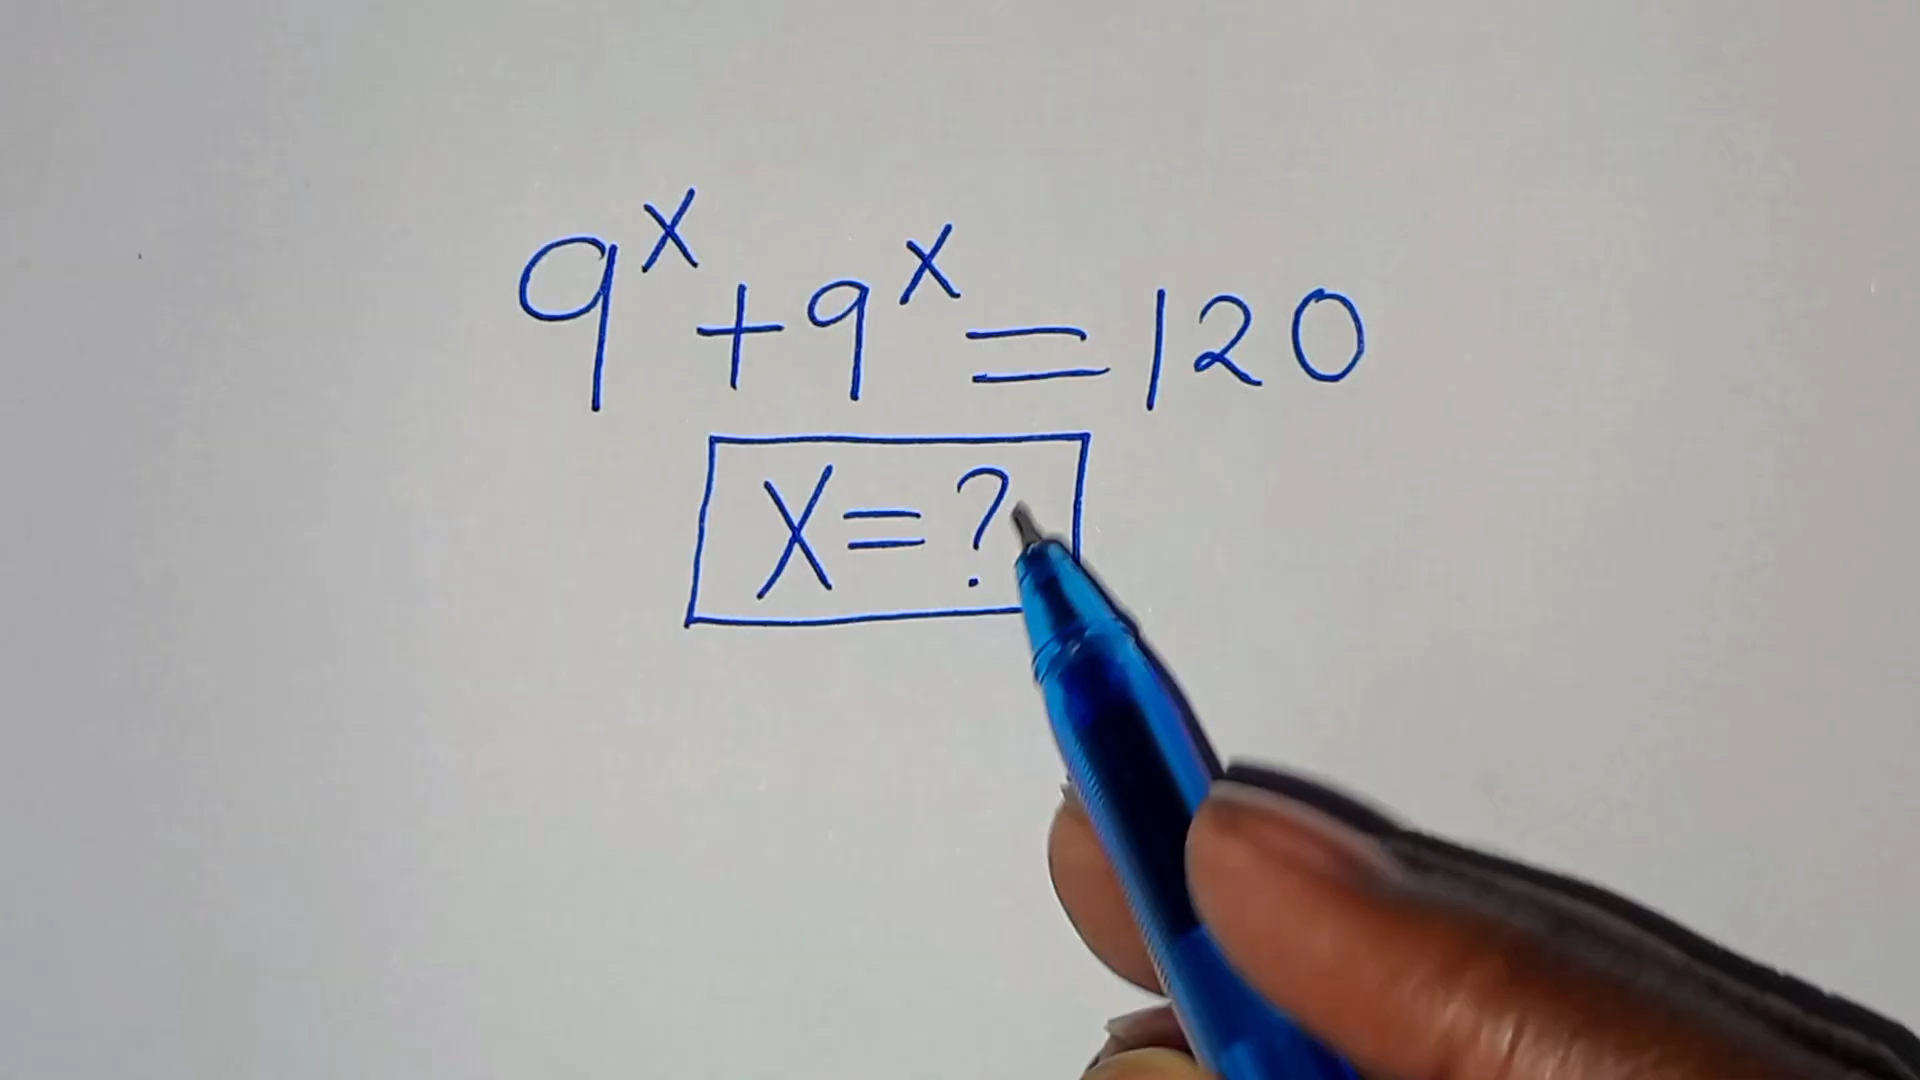 9^x + 9^x = 120
X = ?